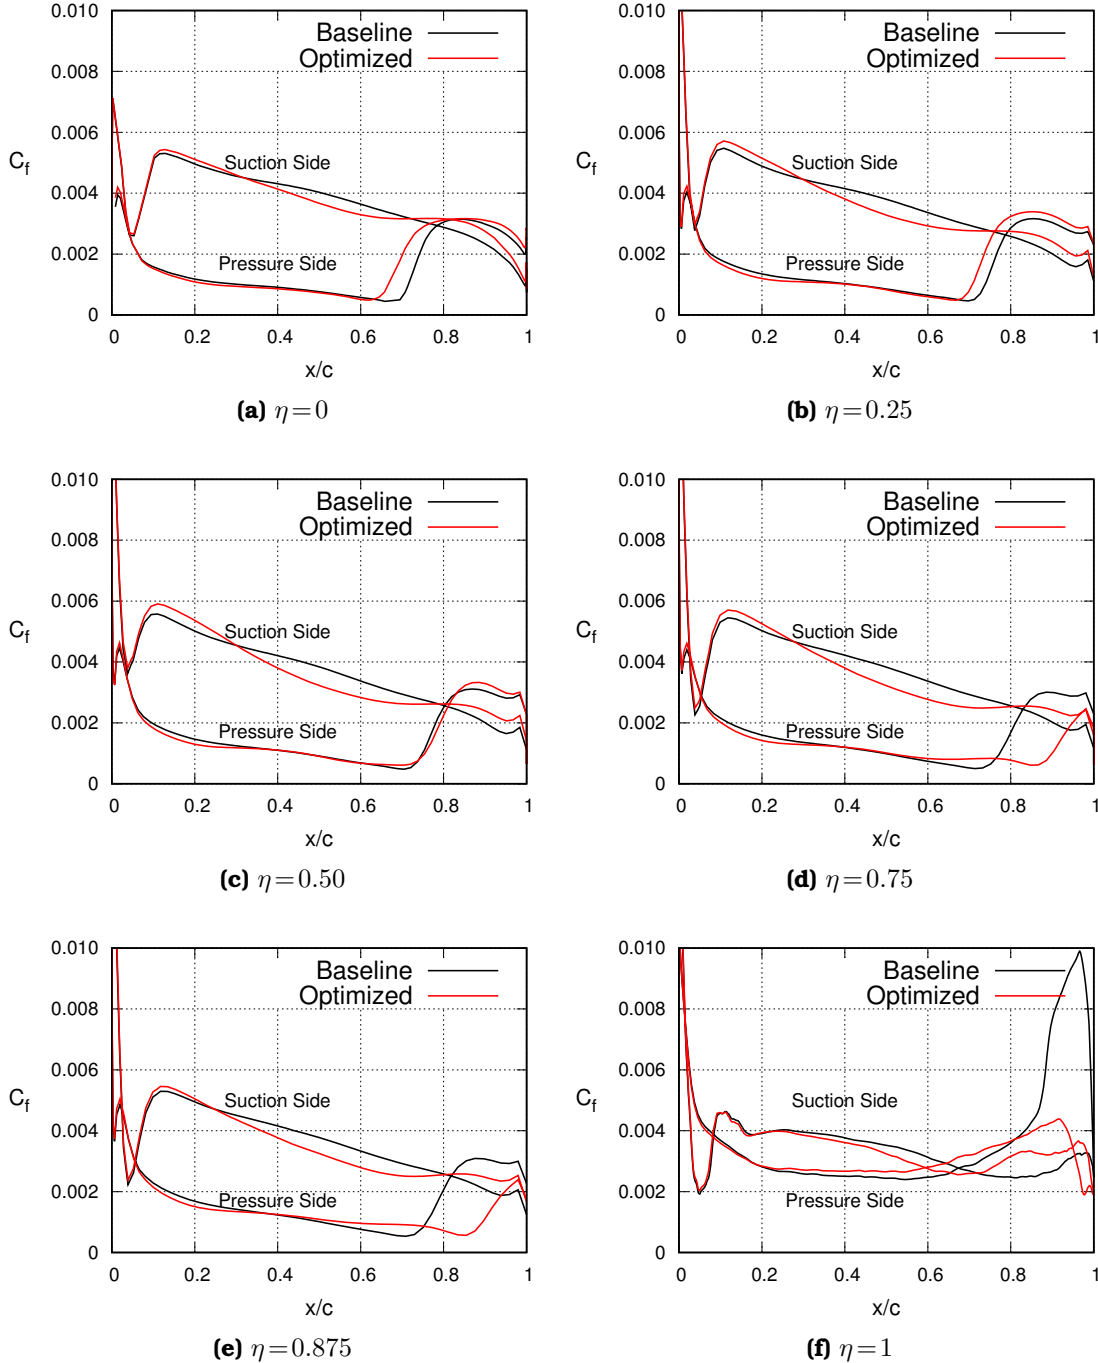 0.010
0.008
0.006
0.004
0.002
0
C_f
Baseline
Optimized
Suction Side
Pressure Side
0 0.2 0.4 0.6 0.8 1
x/c
(a) η=0
0.010
0.008
0.006
0.004
0.002
0
C_f
Baseline
Optimized
Suction Side
Pressure Side
0 0.2 0.4 0.6 0.8 1
x/c
(b) η=0.25
0.010
0.008
0.006
0.004
0.002
0
C_f
Baseline
Optimized
Suction Side
Pressure Side
0 0.2 0.4 0.6 0.8 1
x/c
(c) η=0.50
0.010
0.008
0.006
0.004
0.002
0
C_f
Baseline
Optimized
Suction Side
Pressure Side
0 0.2 0.4 0.6 0.8 1
x/c
(d) η=0.75
0.010
0.008
0.006
0.004
0.002
0
C_f
Baseline
Optimized
Suction Side
Pressure Side
0 0.2 0.4 0.6 0.8 1
x/c
(e) η=0.875
0.010
0.008
0.006
0.004
0.002
0
C_f
Baseline
Optimized
Suction Side
Pressure Side
0 0.2 0.4 0.6 0.8 1
x/c
(f) η=1